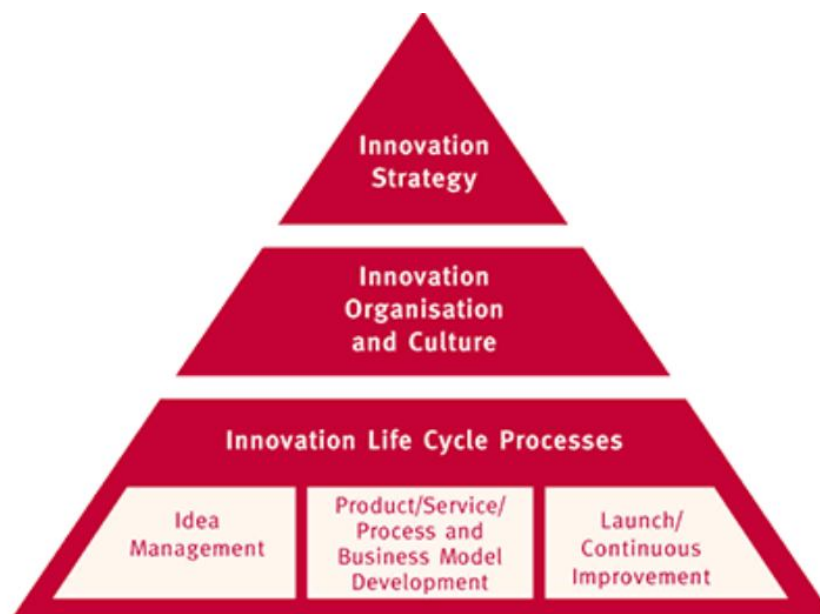 Innovation
Strategy
Innovation
Organisation
and Culture
Innovation Life Cycle Processes
Idea
Management
Product/Service/
Process and
Business Model
Development
Launch/
Continuous
Improvement